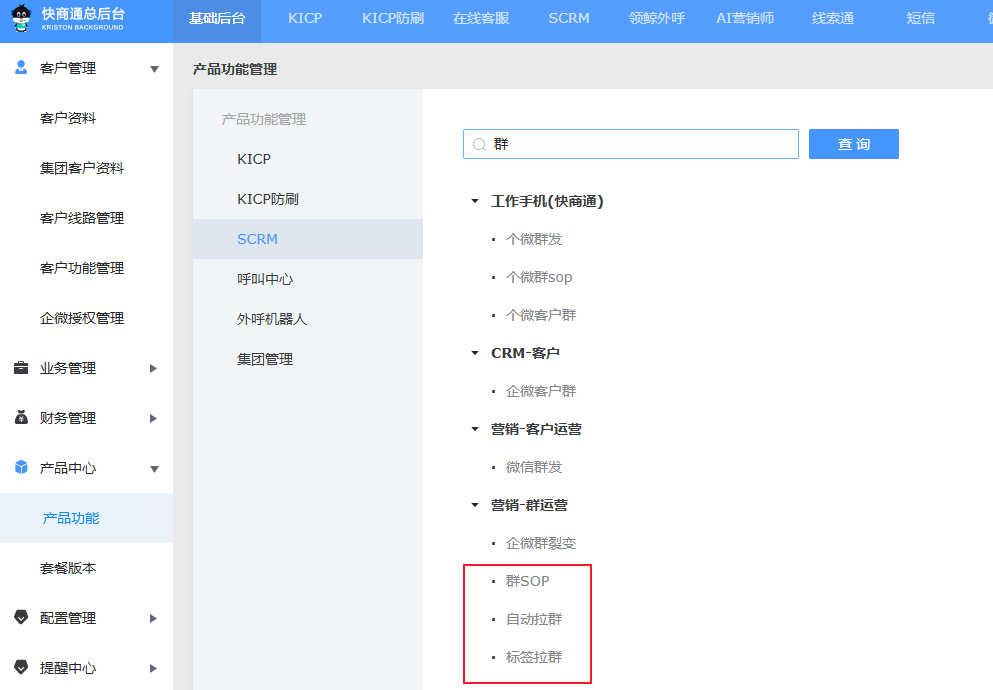 快商通总后台
KRISTON BACKGROUND
基础后台 KICP KICP防刷 在线客服 SCRM 领鲸外呼 AI营销师 线索通 短信
客户管理
客户资料
集团客户资料
客户线路管理
客户功能管理
企微授权管理
业务管理
财务管理
产品中心
产品功能
套餐版本
配置管理
提醒中心
产品功能管理
产品功能管理
KICP
KICP防刷
SCRM
呼叫中心
外呼机器人
集团管理
群 查 询
工作手机(快商通)
个微群发
个微群sop
个微客户群
CRM-客户
企微客户群
营销-客户运营
微信群发
营销-群运营
企微群裂变
群SOP
自动拉群
标签拉群